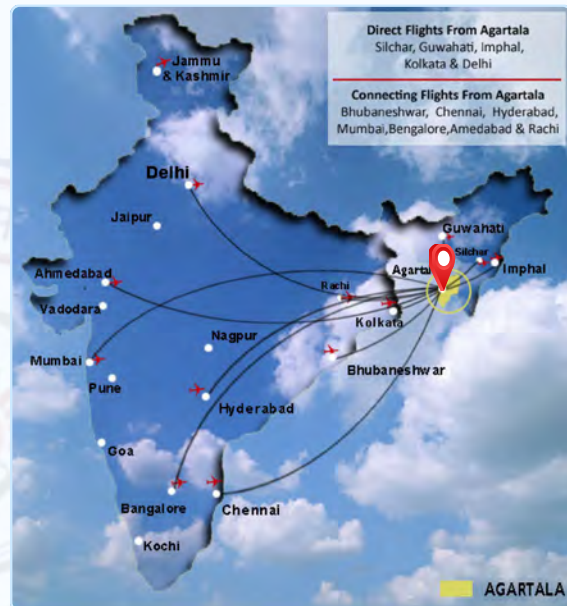 Direct Flights From Agartala
Silchar, Guwahati, Imphal,
Kolkata & Delhi
Connecting Flights From Agartala
Bhubaneshwar, Chennai, Hyderabad,
Mumbai,Bengalore,Amedabad & Rachi
Jammu
& Kashmir
Delhi
Jaipur
Guwahati
Silchar
Imphal
Agartal
Ahmedabad
Rachi
Vadodara
Kolkata
Nagpur
Mumbai
Bhubaneshwar
Pune
Hyderabad
Goa
Bangalore
Chennai
Kochi
AGARTALA